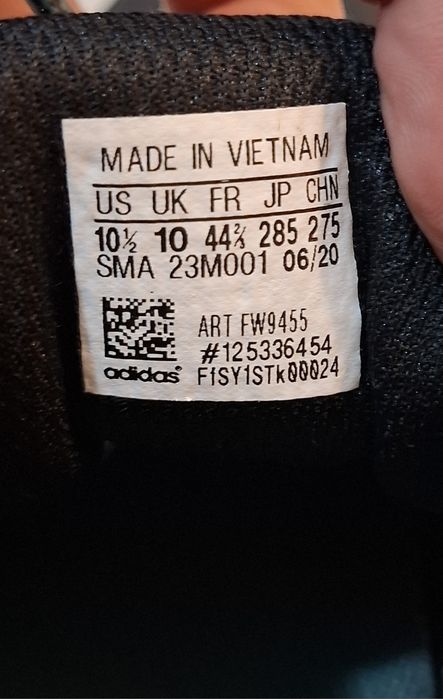 MADE IN VIETNAM
US UK FR JP CHN
10½ 10 44⅔ 285 275
SMA 23M001 06/20
ART FW9455
#125336454
adidas® F1SY1STk00024